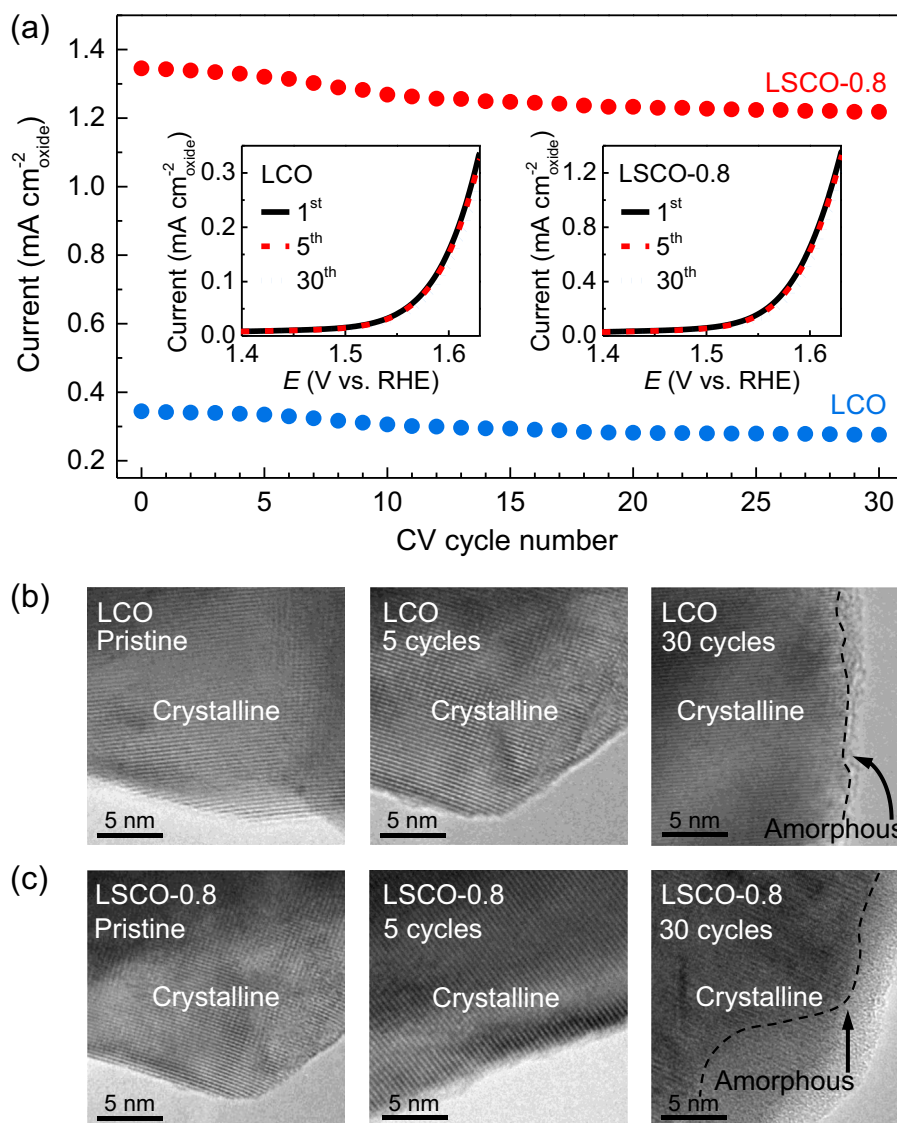 (a)
1.4
1.2
1.0
0.8
0.6
0.4
0.2
Current (mA cm⁻²oxide)
LSCO-0.8
LCO
0 5 10 15 20 25 30
CV cycle number
0.3
0.2
0.1
0.0
Current (mA cm⁻²oxide)
LCO
1st
5th
30th
1.4 1.5 1.6
E (V vs. RHE)
1.2
0.8
0.4
0.0
Current (mA cm⁻²oxide)
LSCO-0.8
1st
5th
30th
1.4 1.5 1.6
E (V vs. RHE)
(b)
LCO
Pristine
Crystalline
5 nm
LCO
5 cycles
Crystalline
5 nm
LCO
30 cycles
Crystalline
Amorphous
5 nm
(c)
LSCO-0.8
Pristine
Crystalline
5 nm
LSCO-0.8
5 cycles
Crystalline
5 nm
LSCO-0.8
30 cycles
Crystalline
Amorphous
5 nm